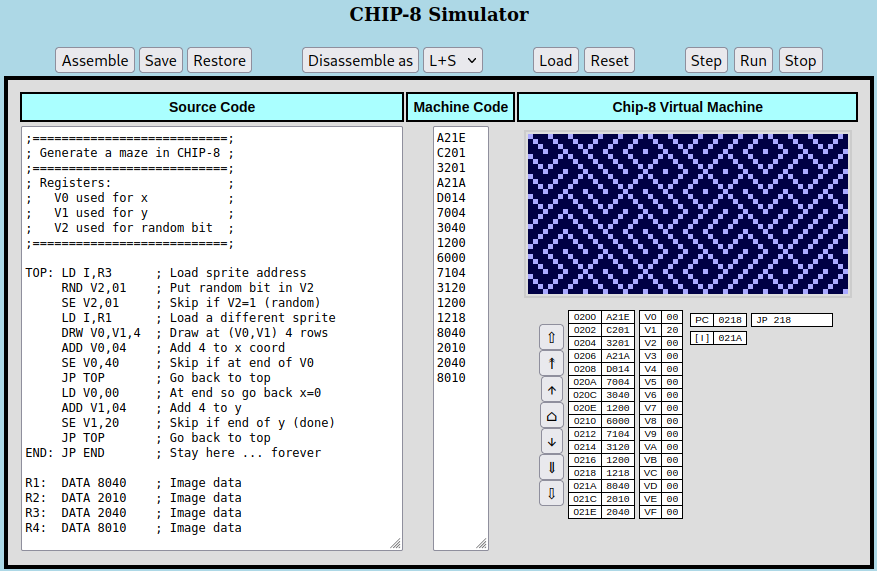 CHIP-8 Simulator
Assemble Save Restore Disassemble as L+S Load Reset Step Run Stop
Source Code Machine Code Chip-8 Virtual Machine
;===========================;
; Generate a maze in CHIP-8 ;
;===========================;
; Registers:                ;
;   V0 used for x           ;
;   V1 used for y           ;
;   V2 used for random bit  ;
;===========================;
TOP: LD I,R3      ; Load sprite address
     RND V2,01    ; Put random bit in V2
     SE V2,01     ; Skip if V2=1 (random)
     LD I,R1      ; Load a different sprite
     DRW V0,V1,4  ; Draw at (V0,V1) 4 rows
     ADD V0,04    ; Add 4 to x coord
     SE V0,40     ; Skip if at end of V0
     JP TOP       ; Go back to top
     LD V0,00     ; At end so go back x=0
     ADD V1,04    ; Add 4 to y
     SE V1,20     ; Skip if end of y (done)
     JP TOP       ; Go back to top
END: JP END       ; Stay here ... forever
R1:  DATA 8040    ; Image data
R2:  DATA 2010    ; Image data
R3:  DATA 2040    ; Image data
R4:  DATA 8010    ; Image data
A21E
C201
3201
A21A
D014
7004
3040
1200
6000
7104
3120
1200
1218
8040
2010
2040
8010
0200 A21E V0 00 PC 0218 JP 218
0202 C201 V1 20 [I] 021A
0204 3201 V2 00
0206 A21A V3 00
0208 D014 V4 00
020A 7004 V5 00
020C 3040 V6 00
020E 1200 V7 00
0210 6000 V8 00
0212 7104 V9 00
0214 3120 VA 00
0216 1200 VB 00
0218 1218 VC 00
021A 8040 VD 00
021C 2010 VE 00
021E 2040 VF 00